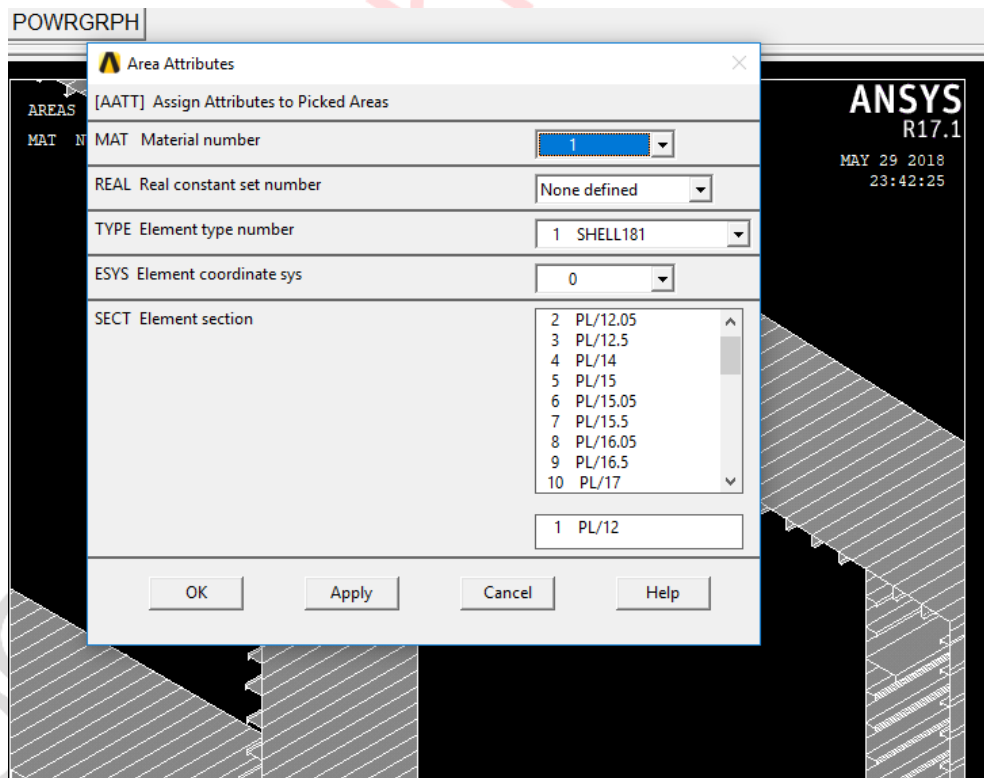 POWRGRPH
Area Attributes
[AATT] Assign Attributes to Picked Areas
MAT Material number
1
REAL Real constant set number
None defined
TYPE Element type number
1 SHELL181
ESYS Element coordinate sys
0
SECT Element section
2 PL/12.05
3 PL/12.5
4 PL/14
5 PL/15
6 PL/15.05
7 PL/15.5
8 PL/16.05
9 PL/16.5
10 PL/17
1 PL/12
OK Apply Cancel Help
AREAS
MAT N
ANSYS
R17.1
MAY 29 2018
23:42:25